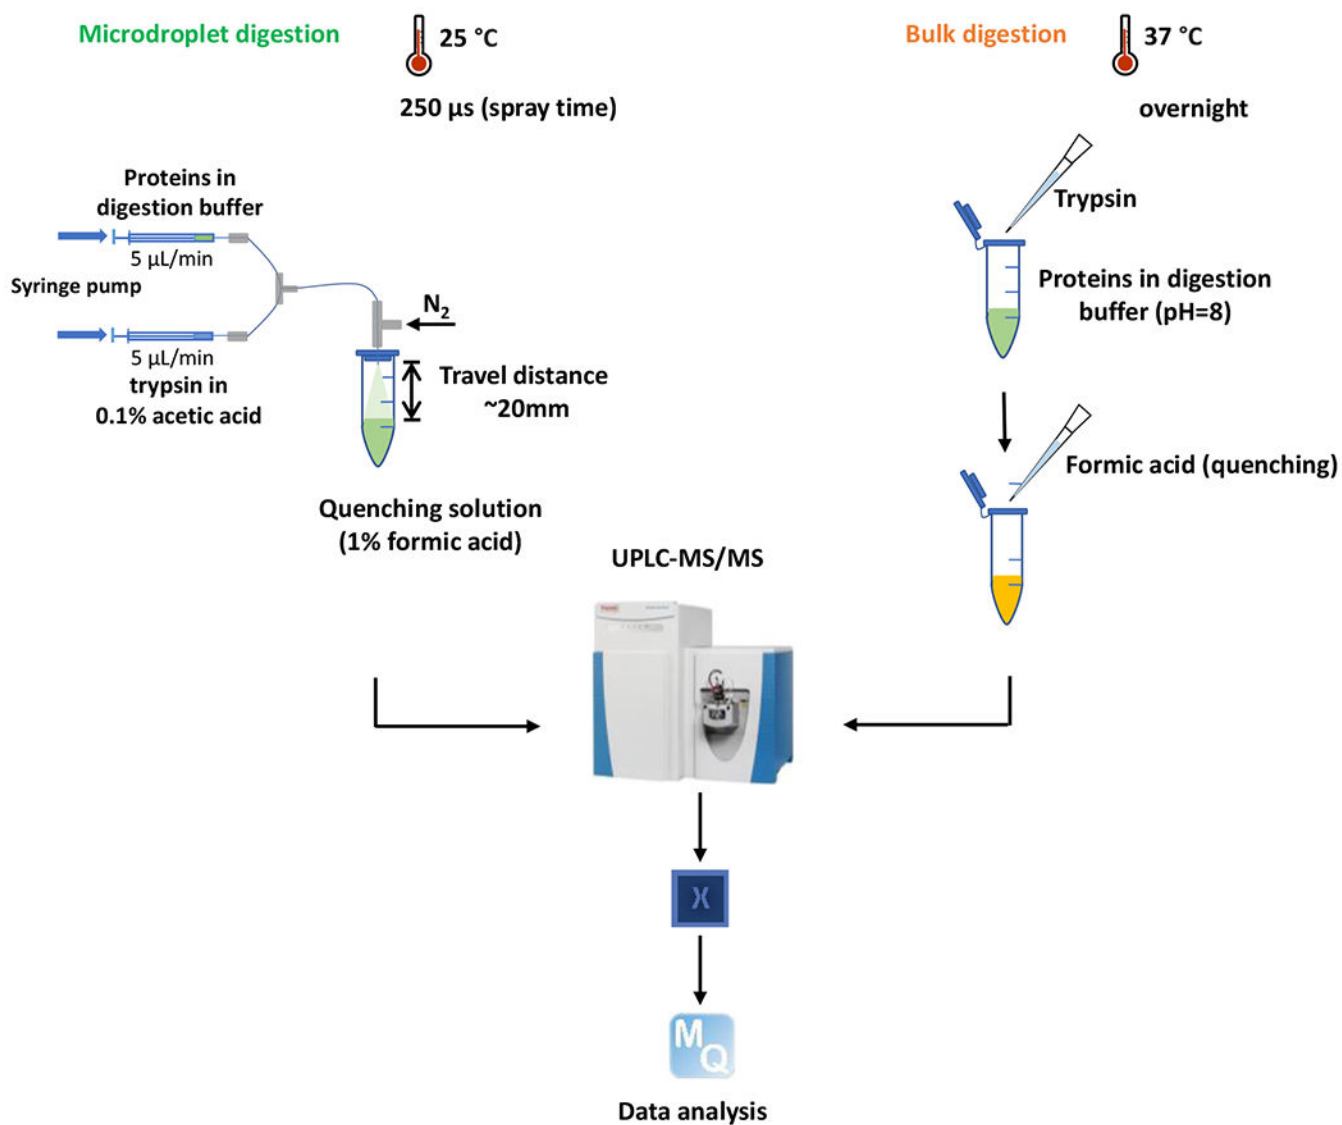 Microdroplet digestion
25 °C
250 µs (spray time)
Proteins in
digestion buffer
5 µL/min
Syringe pump
5 µL/min
trypsin in
0.1% acetic acid
N2
Travel distance
~20mm
Quenching solution
(1% formic acid)
Bulk digestion
37 °C
overnight
Trypsin
Proteins in digestion
buffer (pH=8)
Formic acid (quenching)
UPLC-MS/MS
X
MQ
Data analysis